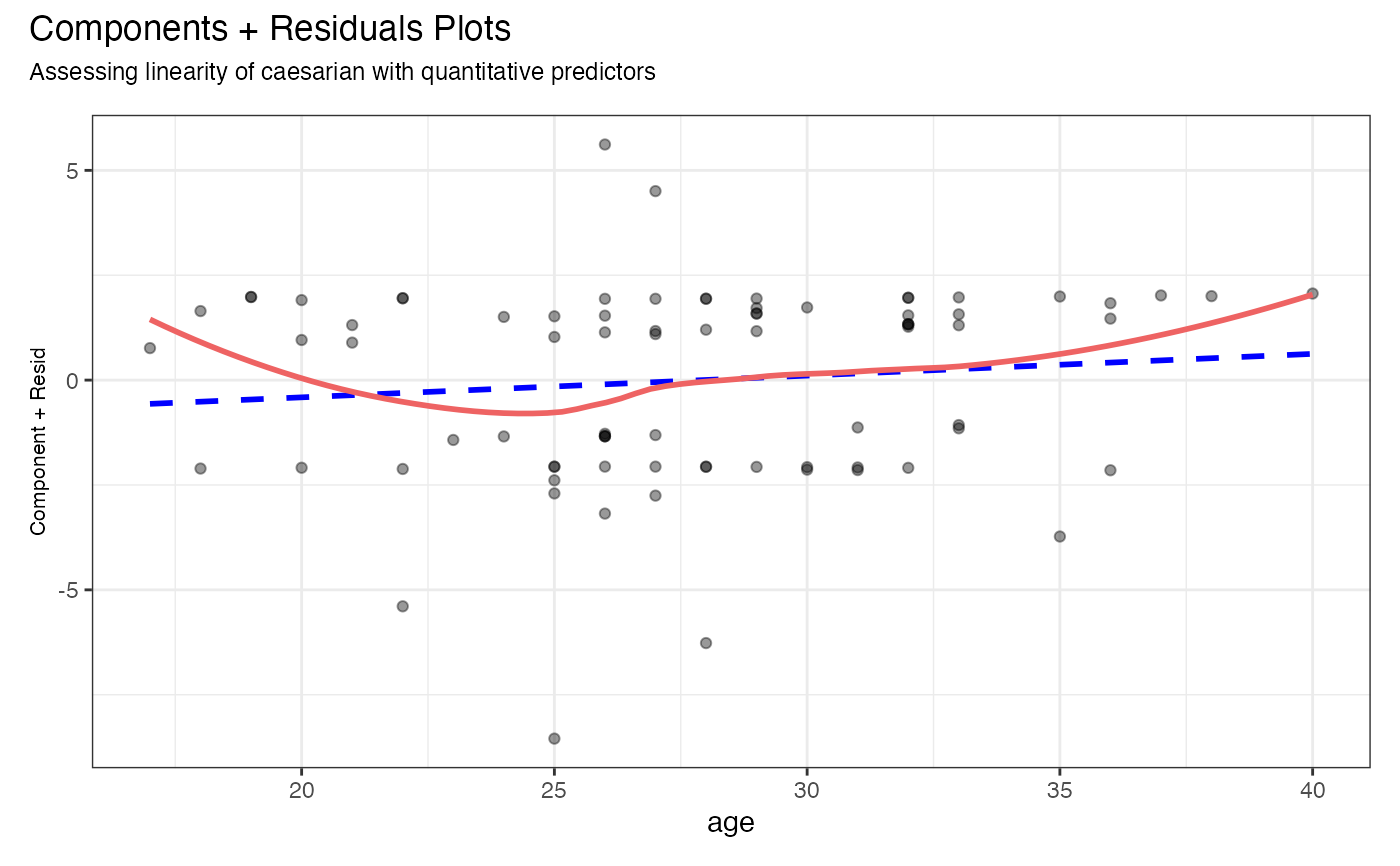 Components + Residuals Plots
Assessing linearity of caesarian with quantitative predictors
Component + Resid
5
0
-5
20 25 30 35 40
age